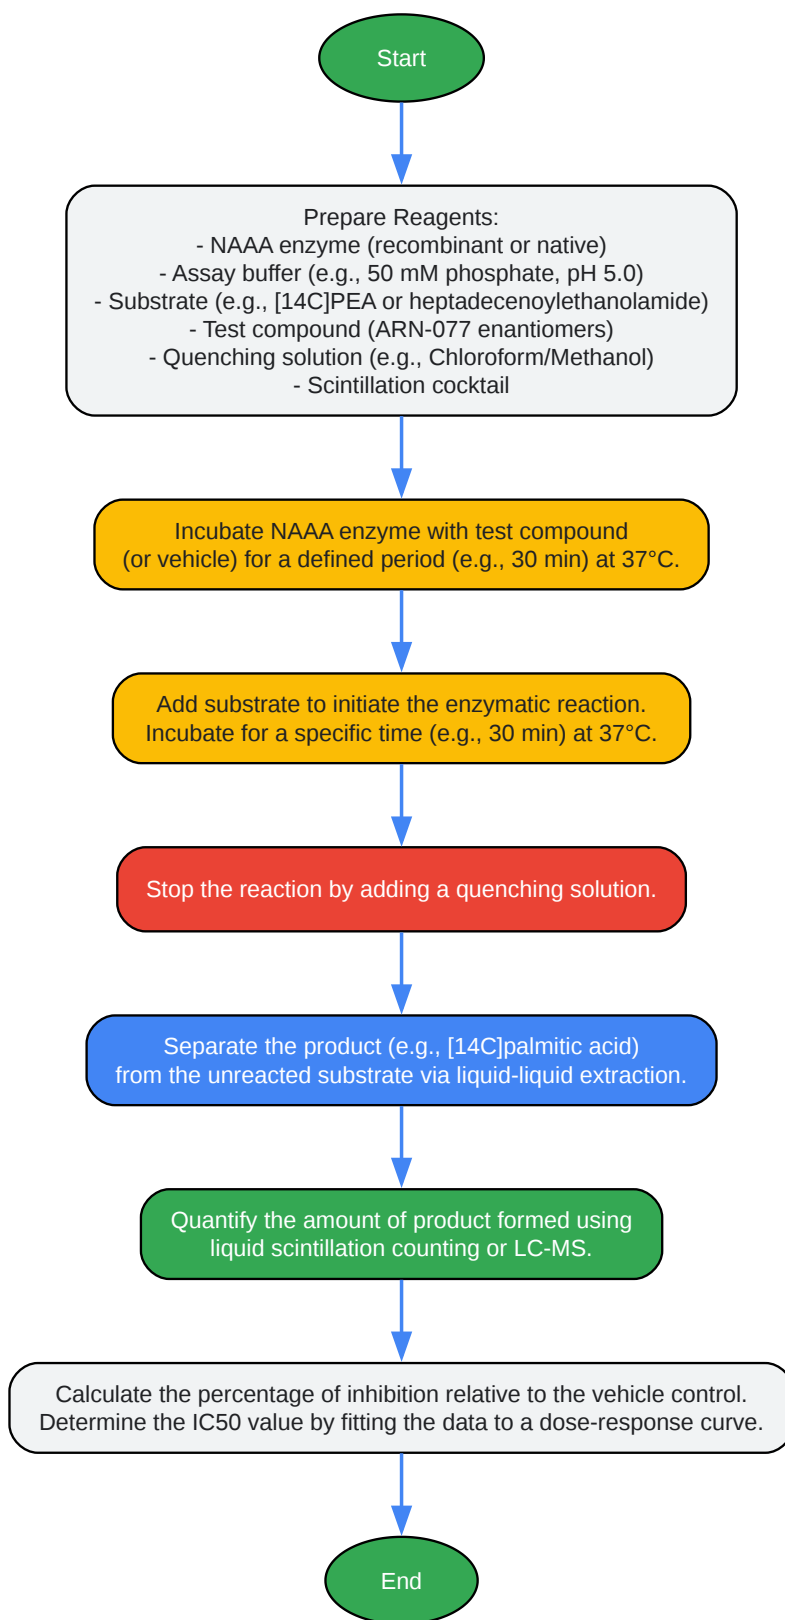 Start
Prepare Reagents:
- NAAA enzyme (recombinant or native)
- Assay buffer (e.g., 50 mM phosphate, pH 5.0)
- Substrate (e.g., [14C]PEA or heptadecenoylethanolamide)
- Test compound (ARN-077 enantiomers)
- Quenching solution (e.g., Chloroform/Methanol)
- Scintillation cocktail
Incubate NAAA enzyme with test compound
(or vehicle) for a defined period (e.g., 30 min) at 37°C.
Add substrate to initiate the enzymatic reaction.
Incubate for a specific time (e.g., 30 min) at 37°C.
Stop the reaction by adding a quenching solution.
Separate the product (e.g., [14C]palmitic acid)
from the unreacted substrate via liquid-liquid extraction.
Quantify the amount of product formed using
liquid scintillation counting or LC-MS.
Calculate the percentage of inhibition relative to the vehicle control.
Determine the IC50 value by fitting the data to a dose-response curve.
End